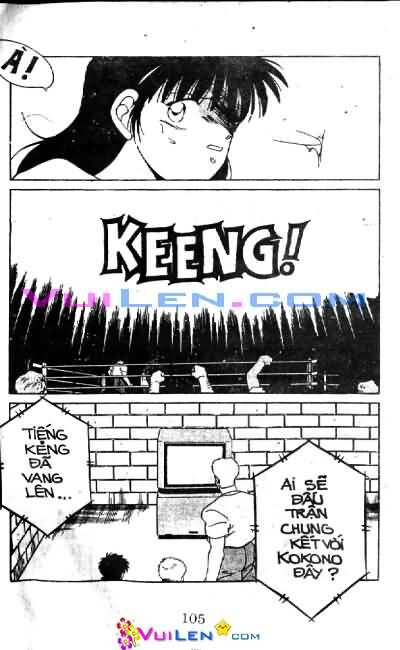 À!
KEENG!
VuiLen.com
TIẾNG
KẺNG
ĐÃ
VANG
LÊN...
AI SẼ
ĐẤU
TRẬN
CHUNG
KẾT VỚI
KOKONO
ĐÂY?
105
VuiLen.com